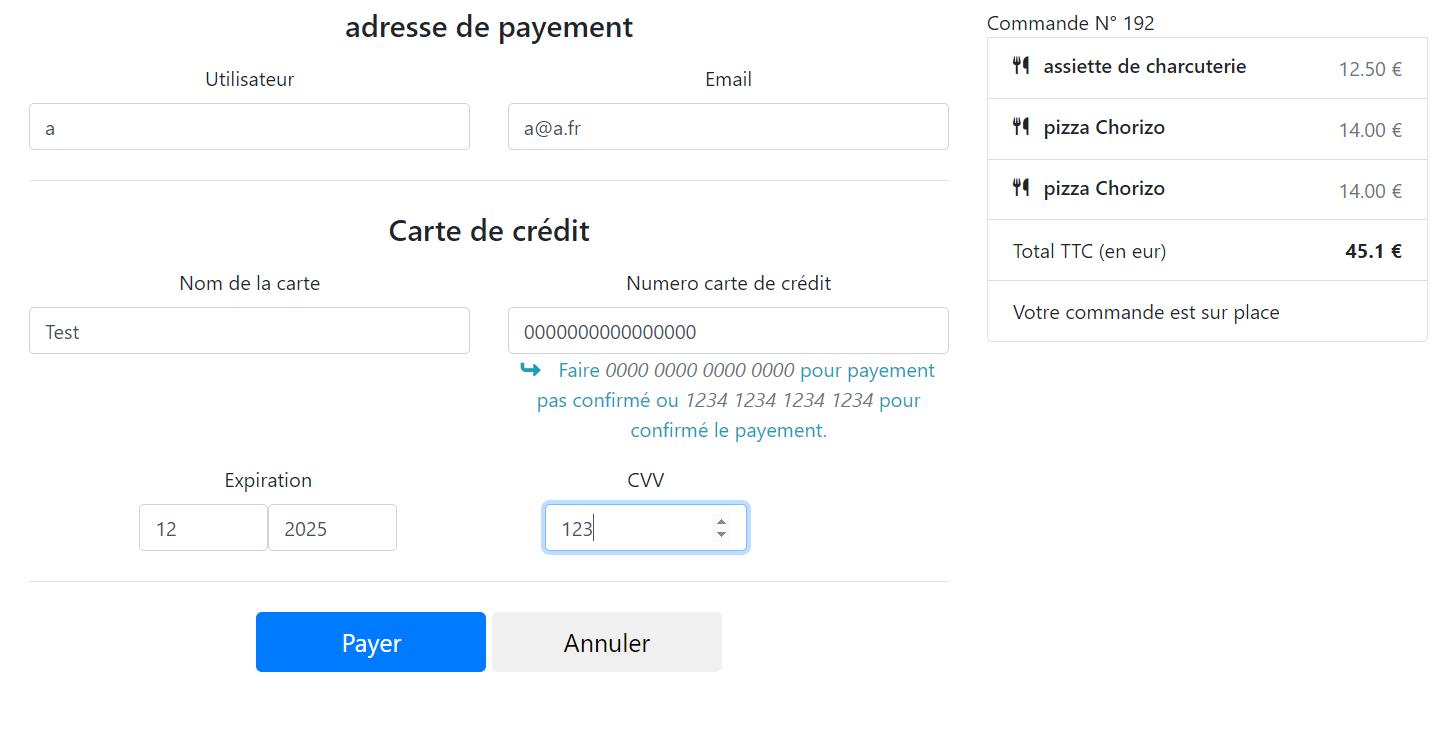 adresse de payement
Utilisateur
Email
a
a@a.fr
Carte de crédit
Nom de la carte
Numero carte de crédit
Test
0000000000000000
Faire 0000 0000 0000 0000 pour payement
pas confirmé ou 1234 1234 1234 1234 pour
confirmé le payement.
Expiration
CVV
12
2025
123
Payer
Annuler
Commande N° 192
assiette de charcuterie 12.50 €
pizza Chorizo 14.00 €
pizza Chorizo 14.00 €
Total TTC (en eur) 45.1 €
Votre commande est sur place